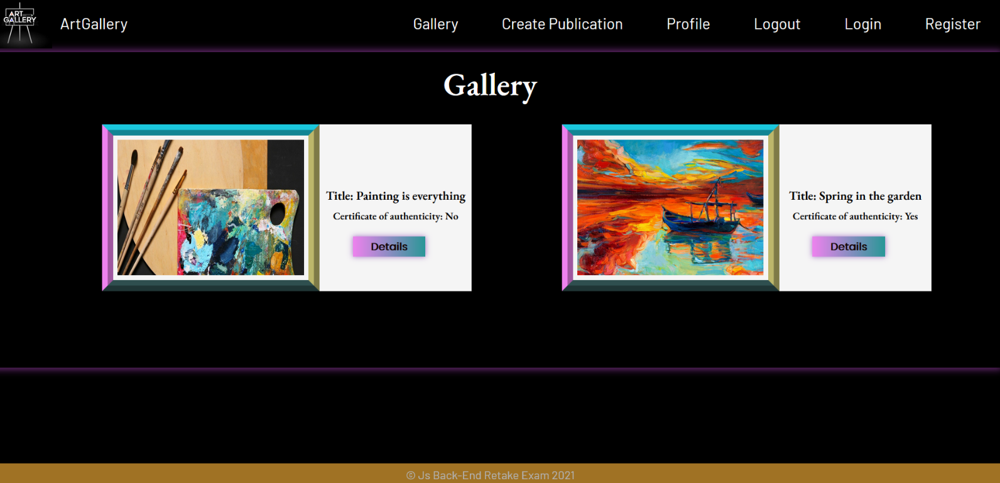 ART
GALLERY
ArtGallery
Gallery
Create Publication
Profile
Logout
Login
Register
Gallery
Title: Painting is everything
Certificate of authenticity: No
Details
Title: Spring in the garden
Certificate of authenticity: Yes
Details
© Js Back-End Retake Exam 2021